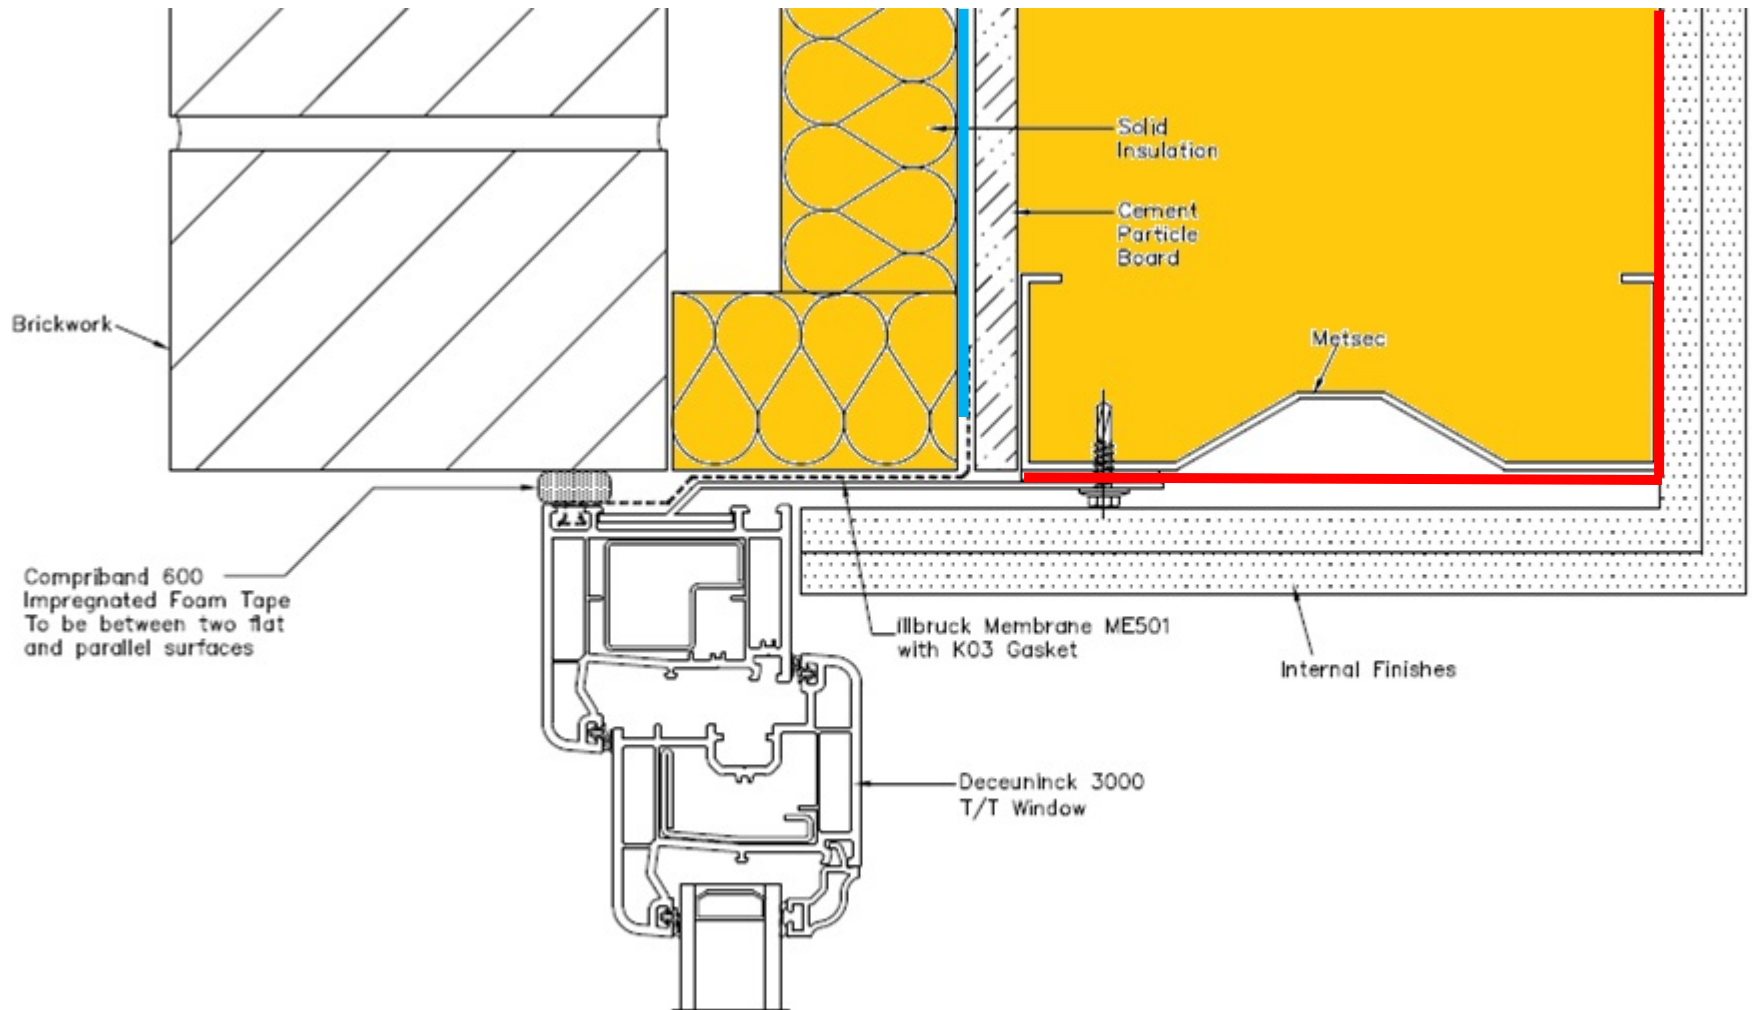 Solid
Insulation
Cement
Particle
Board
Brickwork
Metsec
Compriband 600
Impregnated Foam Tape
To be between two flat
and parallel surfaces
illbruck Membrane ME501
with K03 Gasket
Internal Finishes
Deceuninck 3000
T/T Window